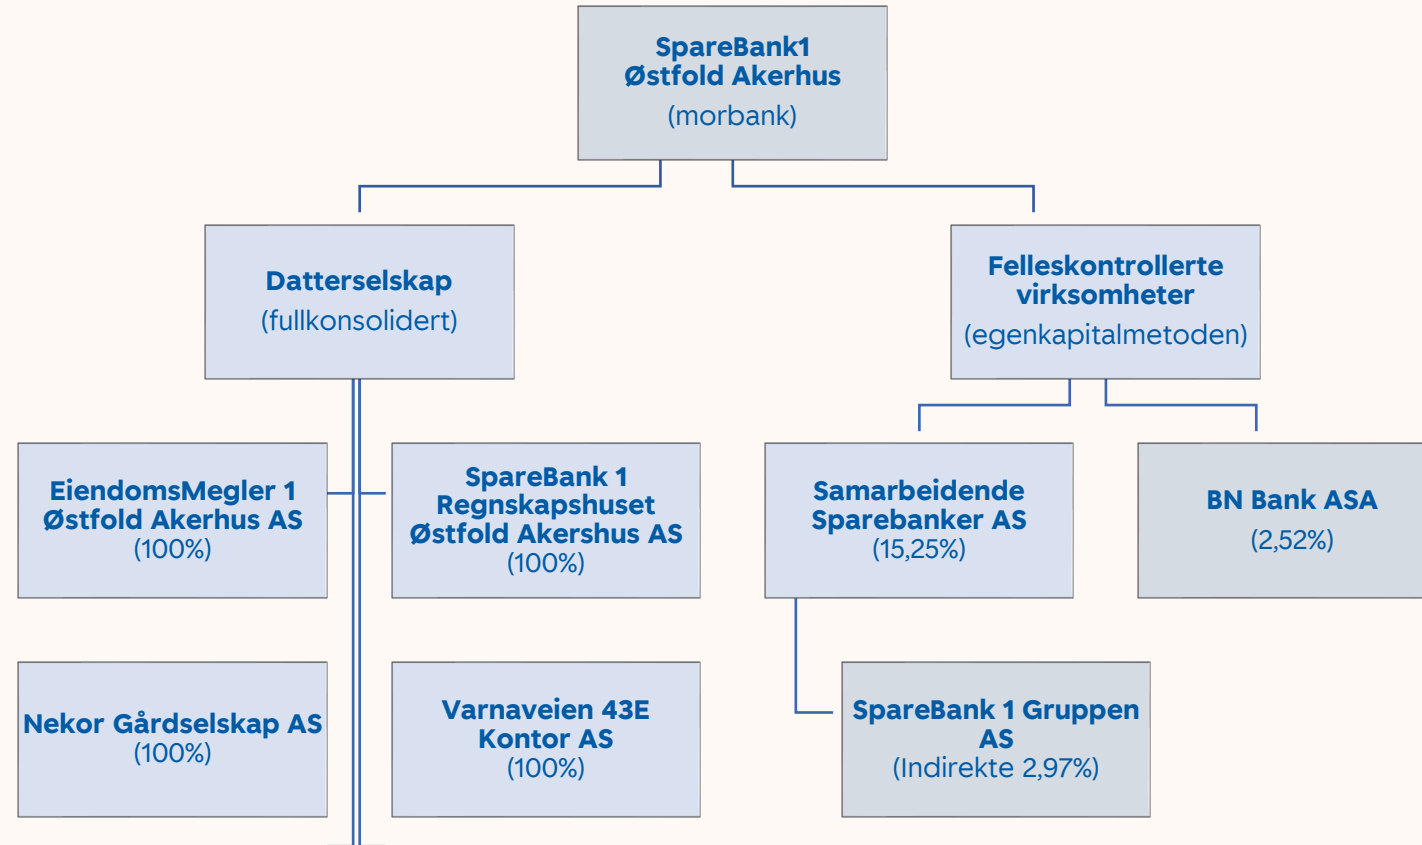 SpareBank1
Østfold Akerhus
(morbank)
Datterselskap
(fullkonsolidert)
Felleskontrollerte
virksomheter
(egenkapitalmetoden)
EiendomsMegler 1
Østfold Akerhus AS
(100%)
SpareBank 1
Regnskapshuset
Østfold Akershus AS
(100%)
Samarbeidende
Sparebanker AS
(15,25%)
BN Bank ASA
(2,52%)
Nekor Gårdselskap AS
(100%)
Varnaveien 43E
Kontor AS
(100%)
SpareBank 1 Gruppen
AS
(Indirekte 2,97%)